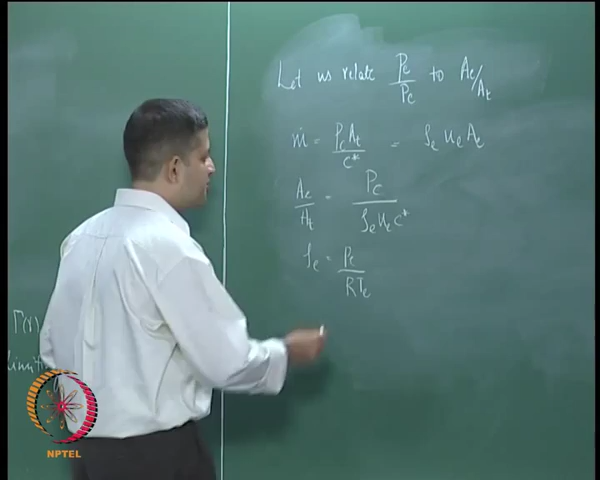 Let us relate Pe/Pc to Ae/At
ṁ = PcAt/c* = ρe ue Ae
Ae/At = Pc/ρe ue c*
ρe = Pe/RTe
Γ(γ)
NPTEL